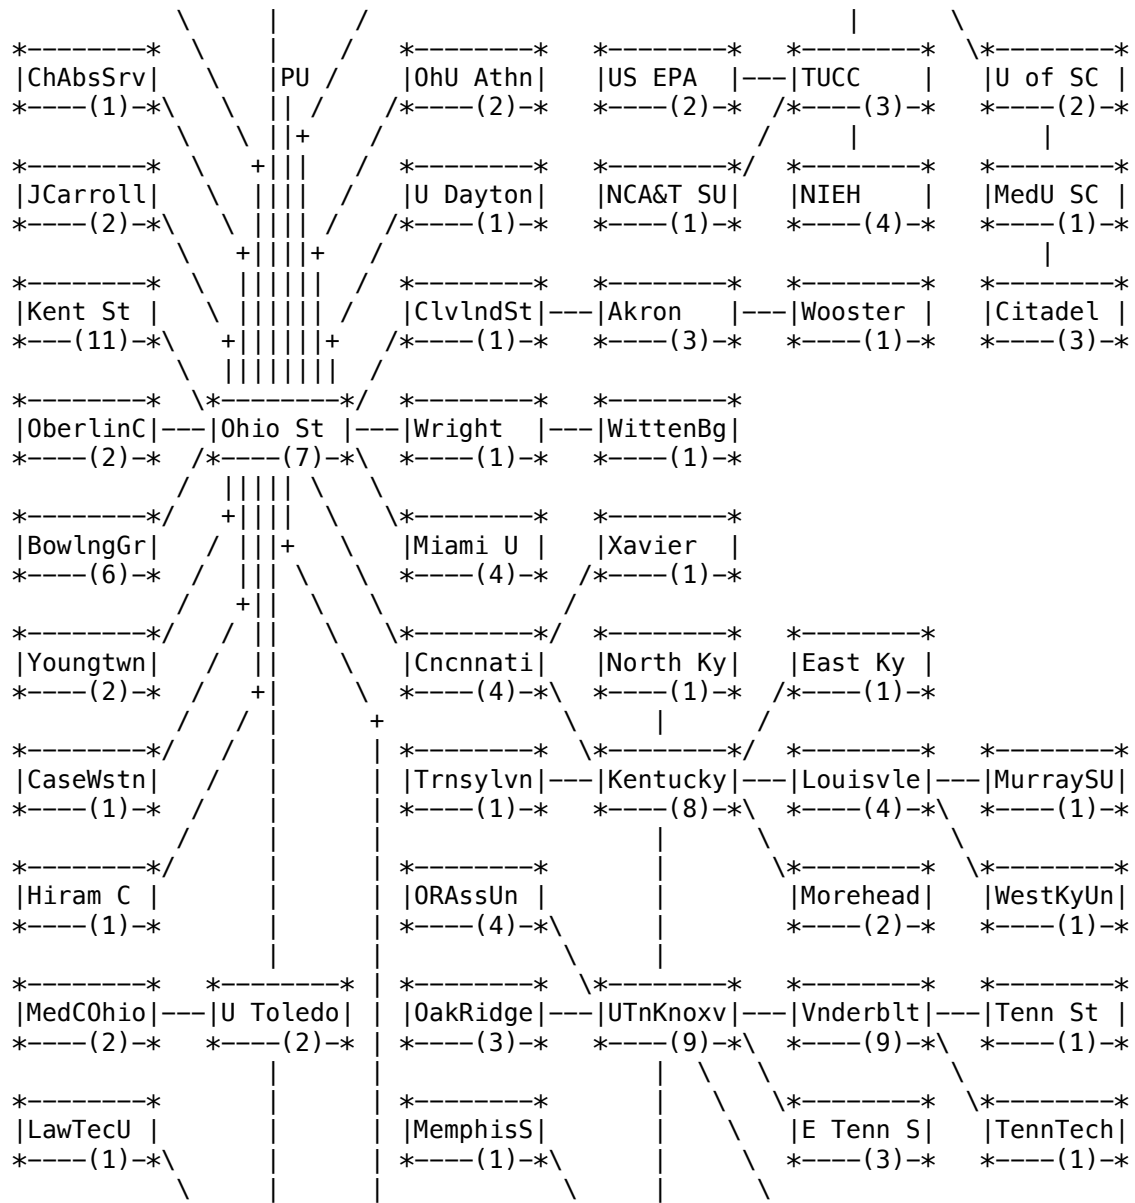 PU
ChAbsSrv OhU Athn US EPA TUCC U of SC
(1) (2) (2) (3) (2)
JCarroll U Dayton NCA&T SU NIEH MedU SC
(2) (1) (1) (4) (1)
Kent St ClvlndSt Akron Wooster Citadel
(11) (1) (3) (1) (3)
OberlinC Ohio St Wright WittenBg
(2) (7) (1) (1)
BowlngGr Miami U Xavier
(6) (4) (1)
Youngtwn Cncnnati North Ky East Ky
(2) (4) (1) (1)
CaseWstn Trnsylvn Kentucky Louisvle MurraySU
(1) (1) (8) (4) (1)
Hiram C ORAssUn Morehead WestKyUn
(1) (4) (2) (1)
MedCOhio U Toledo OakRidge UTnKnoxv Vnderblt Tenn St
(2) (2) (3) (9) (9) (1)
LawTecU MemphisS E Tenn S TennTech
(1) (1) (3) (1)